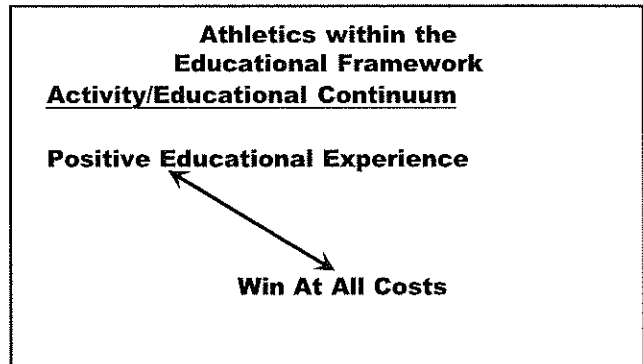 Athletics within the
Educational Framework
Activity/Educational Continuum
Positive Educational Experience
Win At All Costs